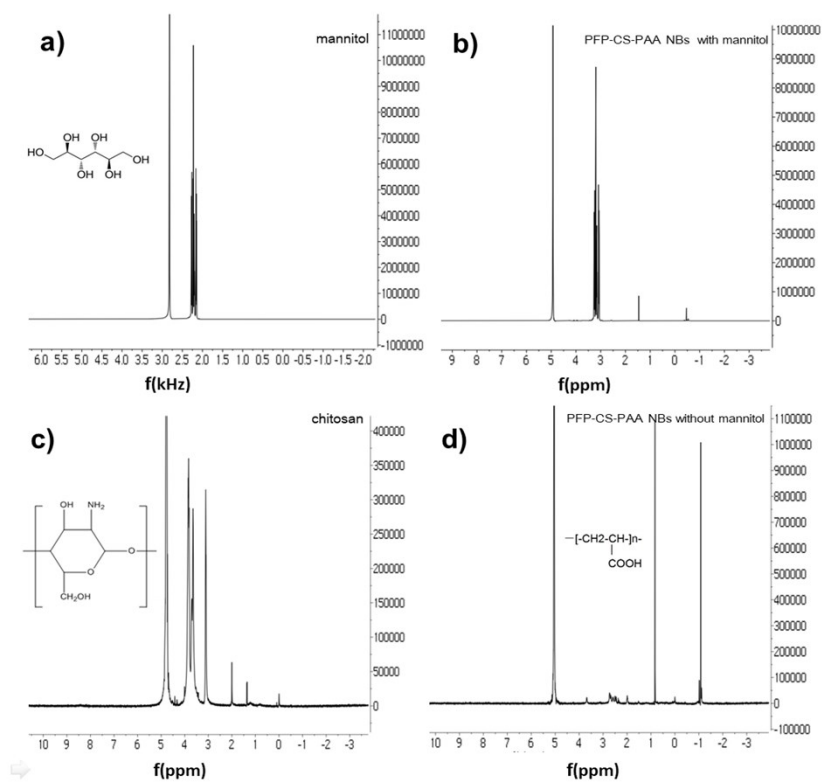 a)
mannitol
11000000
10000000
9000000
8000000
7000000
6000000
5000000
4000000
3000000
2000000
1000000
0
-1000000
OH OH
HO OH
OH OH
6.0 5.5 5.0 4.5 4.0 3.5 3.0 2.5 2.0 1.5 1.0 0.5 0.0 -0.5 -1.0 -1.5 -2.0
f(kHz)
b)
PFP-CS-PAA NBs with mannitol
10000000
9000000
8000000
7000000
6000000
5000000
4000000
3000000
2000000
1000000
0
9 8 7 6 5 4 3 2 1 0 -1 -2 -3
f(ppm)
c)
chitosan
400000
350000
300000
250000
200000
150000
100000
50000
0
OH NH2
O
O
CH2OH
10 9 8 7 6 5 4 3 2 1 0 -1 -2 -3
f(ppm)
d)
PFP-CS-PAA NBs without mannitol
1100000
1000000
900000
800000
700000
600000
500000
400000
300000
200000
100000
0
-100000
-[-CH2-CH-]n-
COOH
10 9 8 7 6 5 4 3 2 1 0 -1 -2 -3
f(ppm)